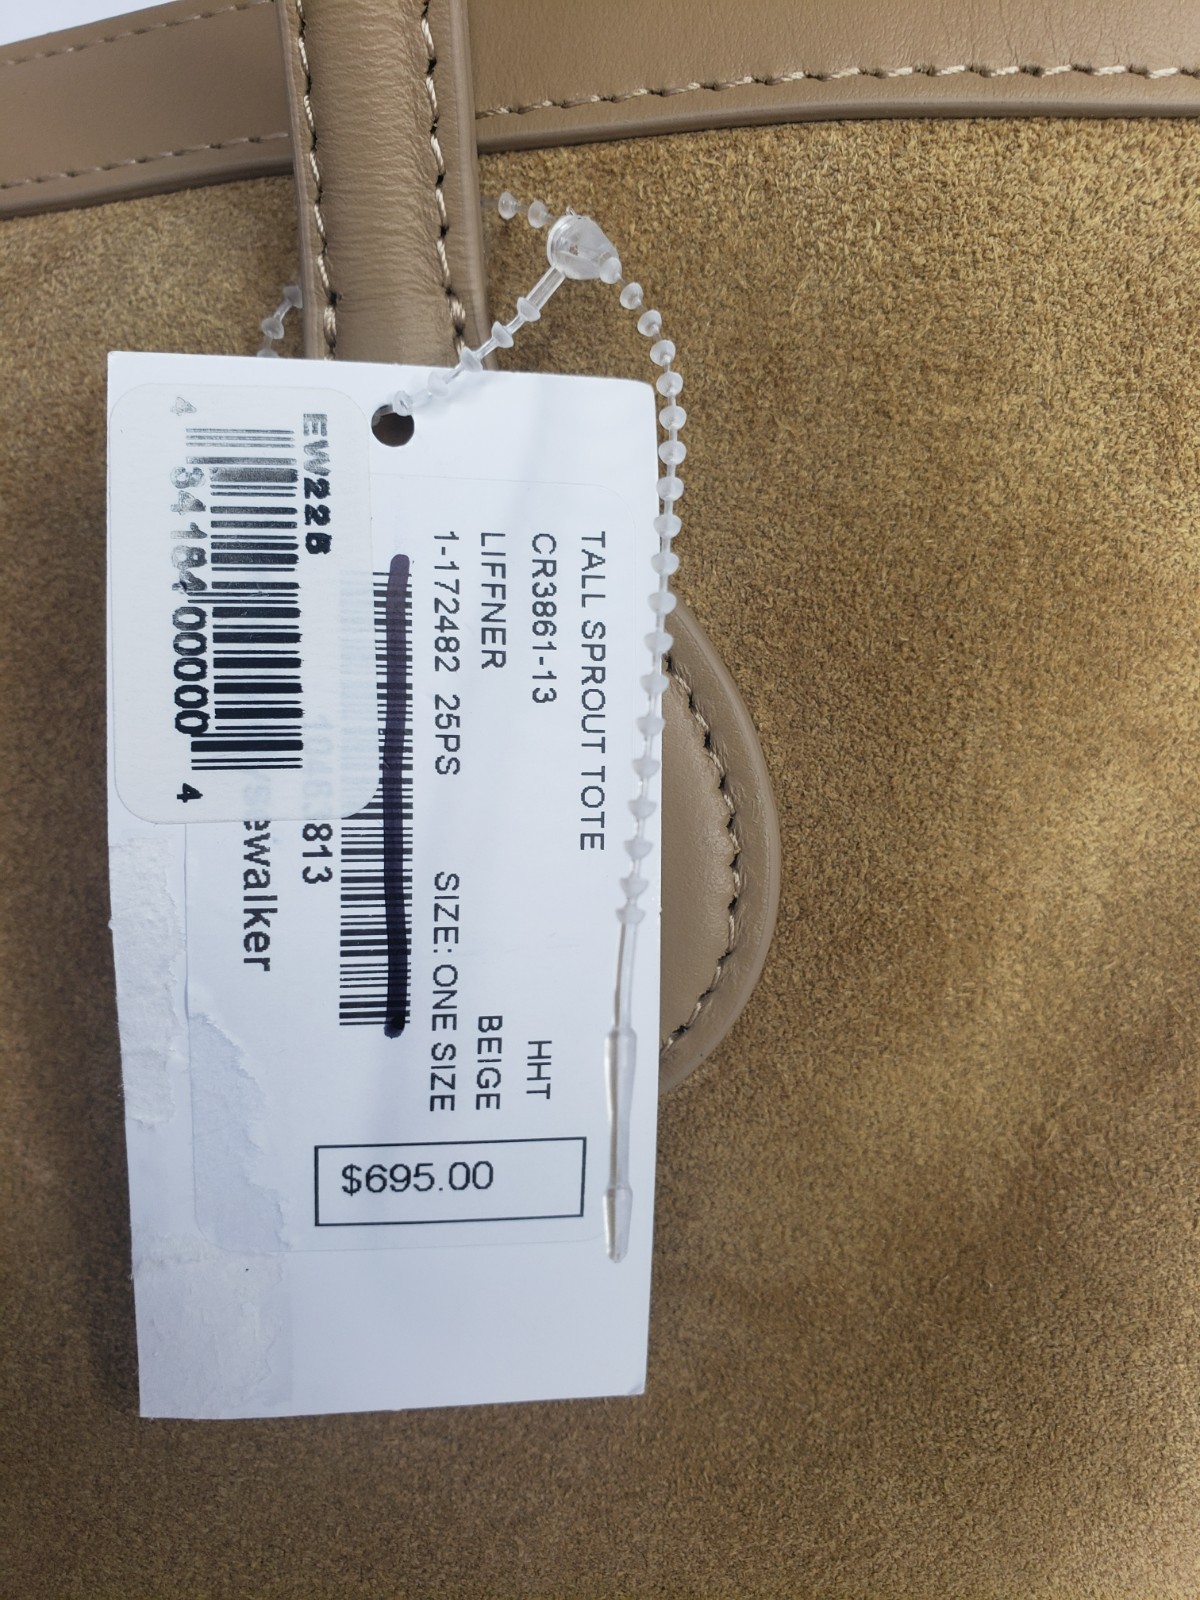 TALL SPROUT TOTE
CR3861-13 HHT
LIFFNER BEIGE
1-172482 25PS SIZE: ONE SIZE
$695.00
813
walker
EW22B
4 34184 00000 4